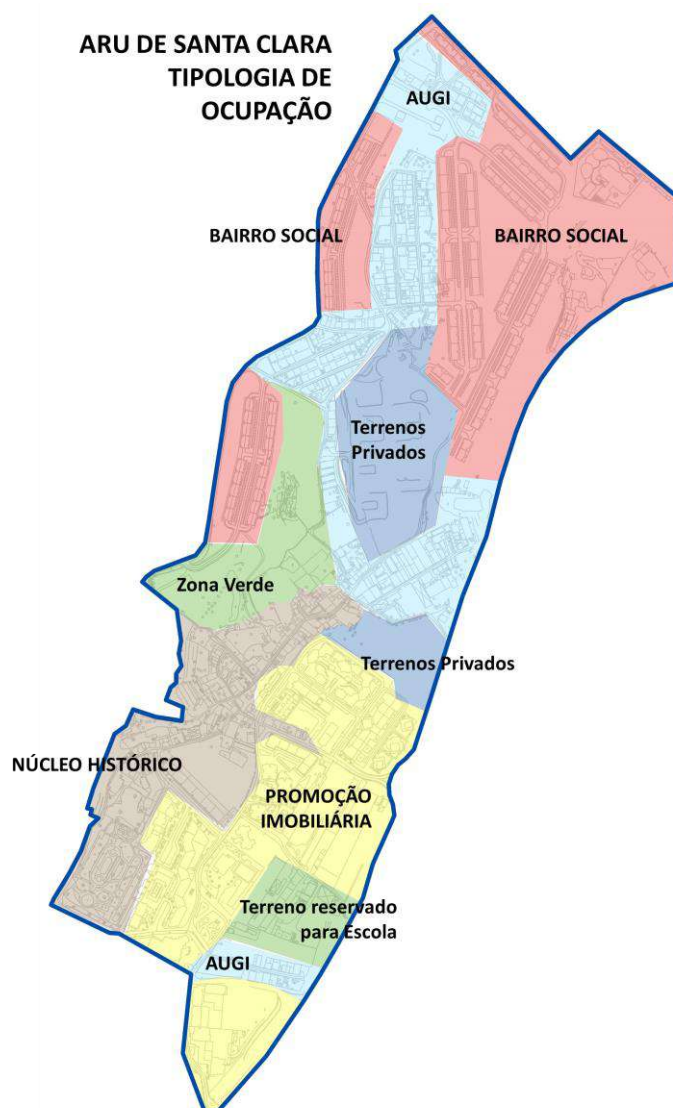 ARU DE SANTA CLARA
TIPOLOGIA DE
OCUPAÇÃO
AUGI
BAIRRO SOCIAL
BAIRRO SOCIAL
Terrenos
Privados
Zona Verde
Terrenos Privados
NÚCLEO HISTÓRICO
PROMOÇÃO
IMOBILIÁRIA
Terreno reservado
para Escola
AUGI